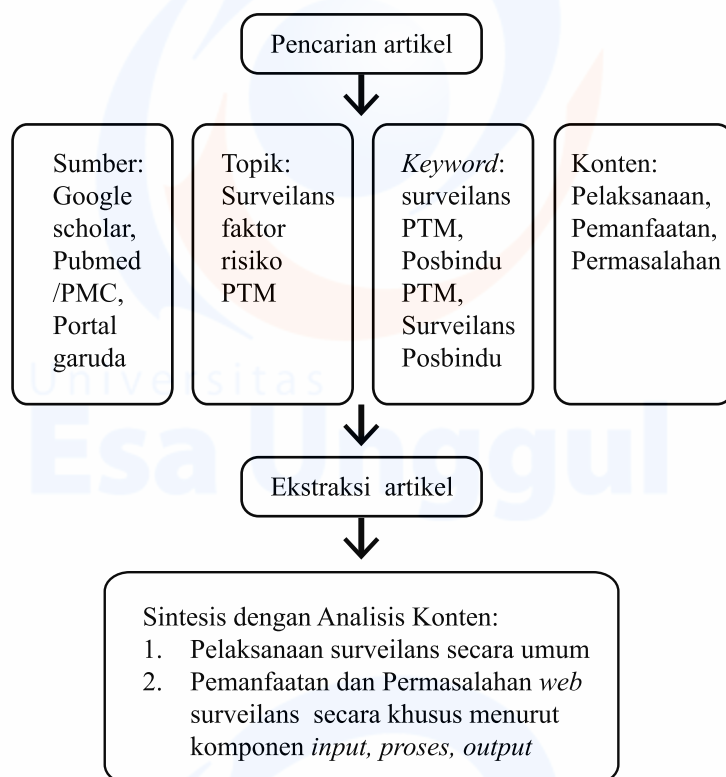 Pencarian artikel
Sumber:
Google
scholar,
Pubmed
/PMC,
Portal
garuda
Topik:
Surveilans
faktor
risiko
PTM
Keyword:
surveilans
PTM,
Posbindu
PTM,
Surveilans
Posbindu
Konten:
Pelaksanaan,
Pemanfaatan,
Permasalahan
Universitas
Esa Unggul
Ekstraksi artikel
Sintesis dengan Analisis Konten:
1. Pelaksanaan surveilans secara umum
2. Pemanfaatan dan Permasalahan web
surveilans secara khusus menurut
komponen input, proses, output